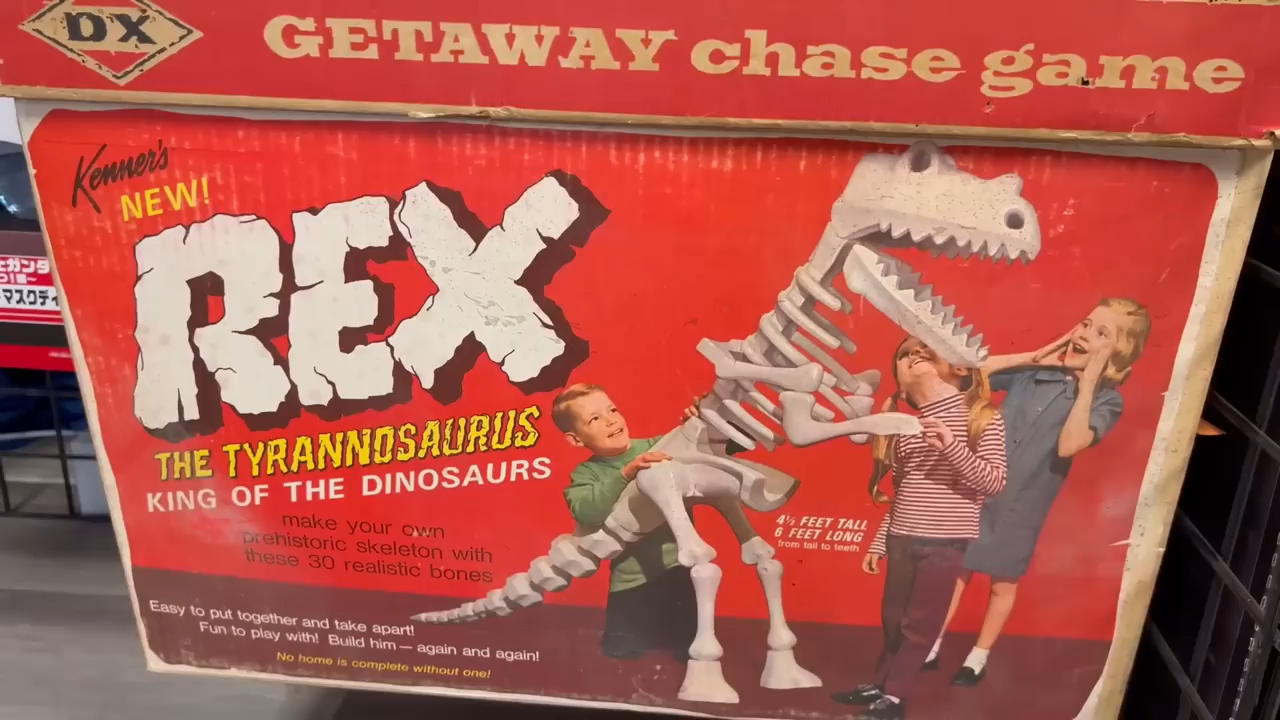 DX
GETAWAY chase game
Kenner's
NEW!
REX
THE TYRANNOSAURUS
KING OF THE DINOSAURS
make your own
prehistoric skeleton with
these 30 realistic bones
4½ FEET TALL
6 FEET LONG
from tail to teeth
Easy to put together and take apart!
Fun to play with! Build him — again and again!
No home is complete without one!